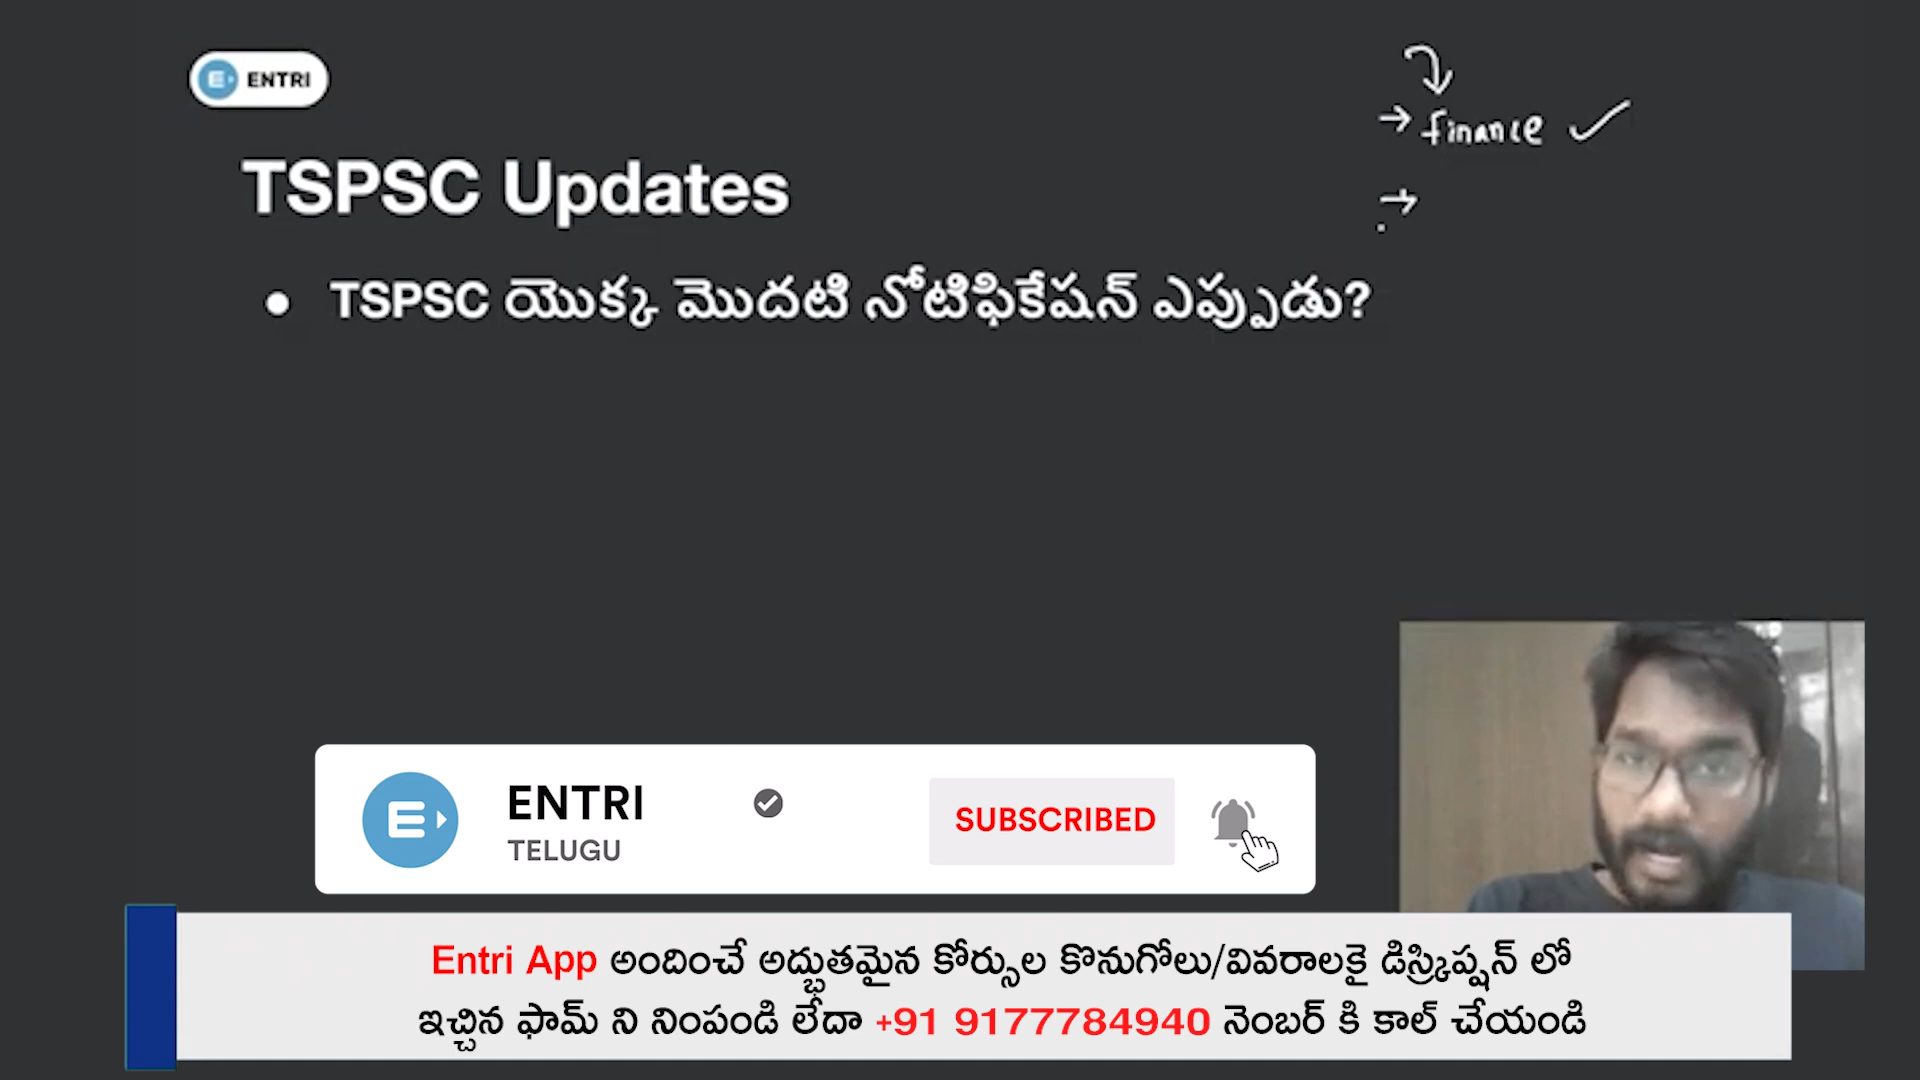 ENTRI
finance
TSPSC Updates
• TSPSC యొక్క మొదటి నోటిఫికేషన్ ఎప్పుడు?
ENTRI
TELUGU
SUBSCRIBED
Entri App అందించే అద్భుతమైన కోర్సుల కొనుగోలు/వివరాలకై డిస్క్రిప్షన్ లో
ఇచ్చిన ఫామ్ ని నింపండి లేదా +91 9177784940 నెంబర్ కి కాల్ చేయండి